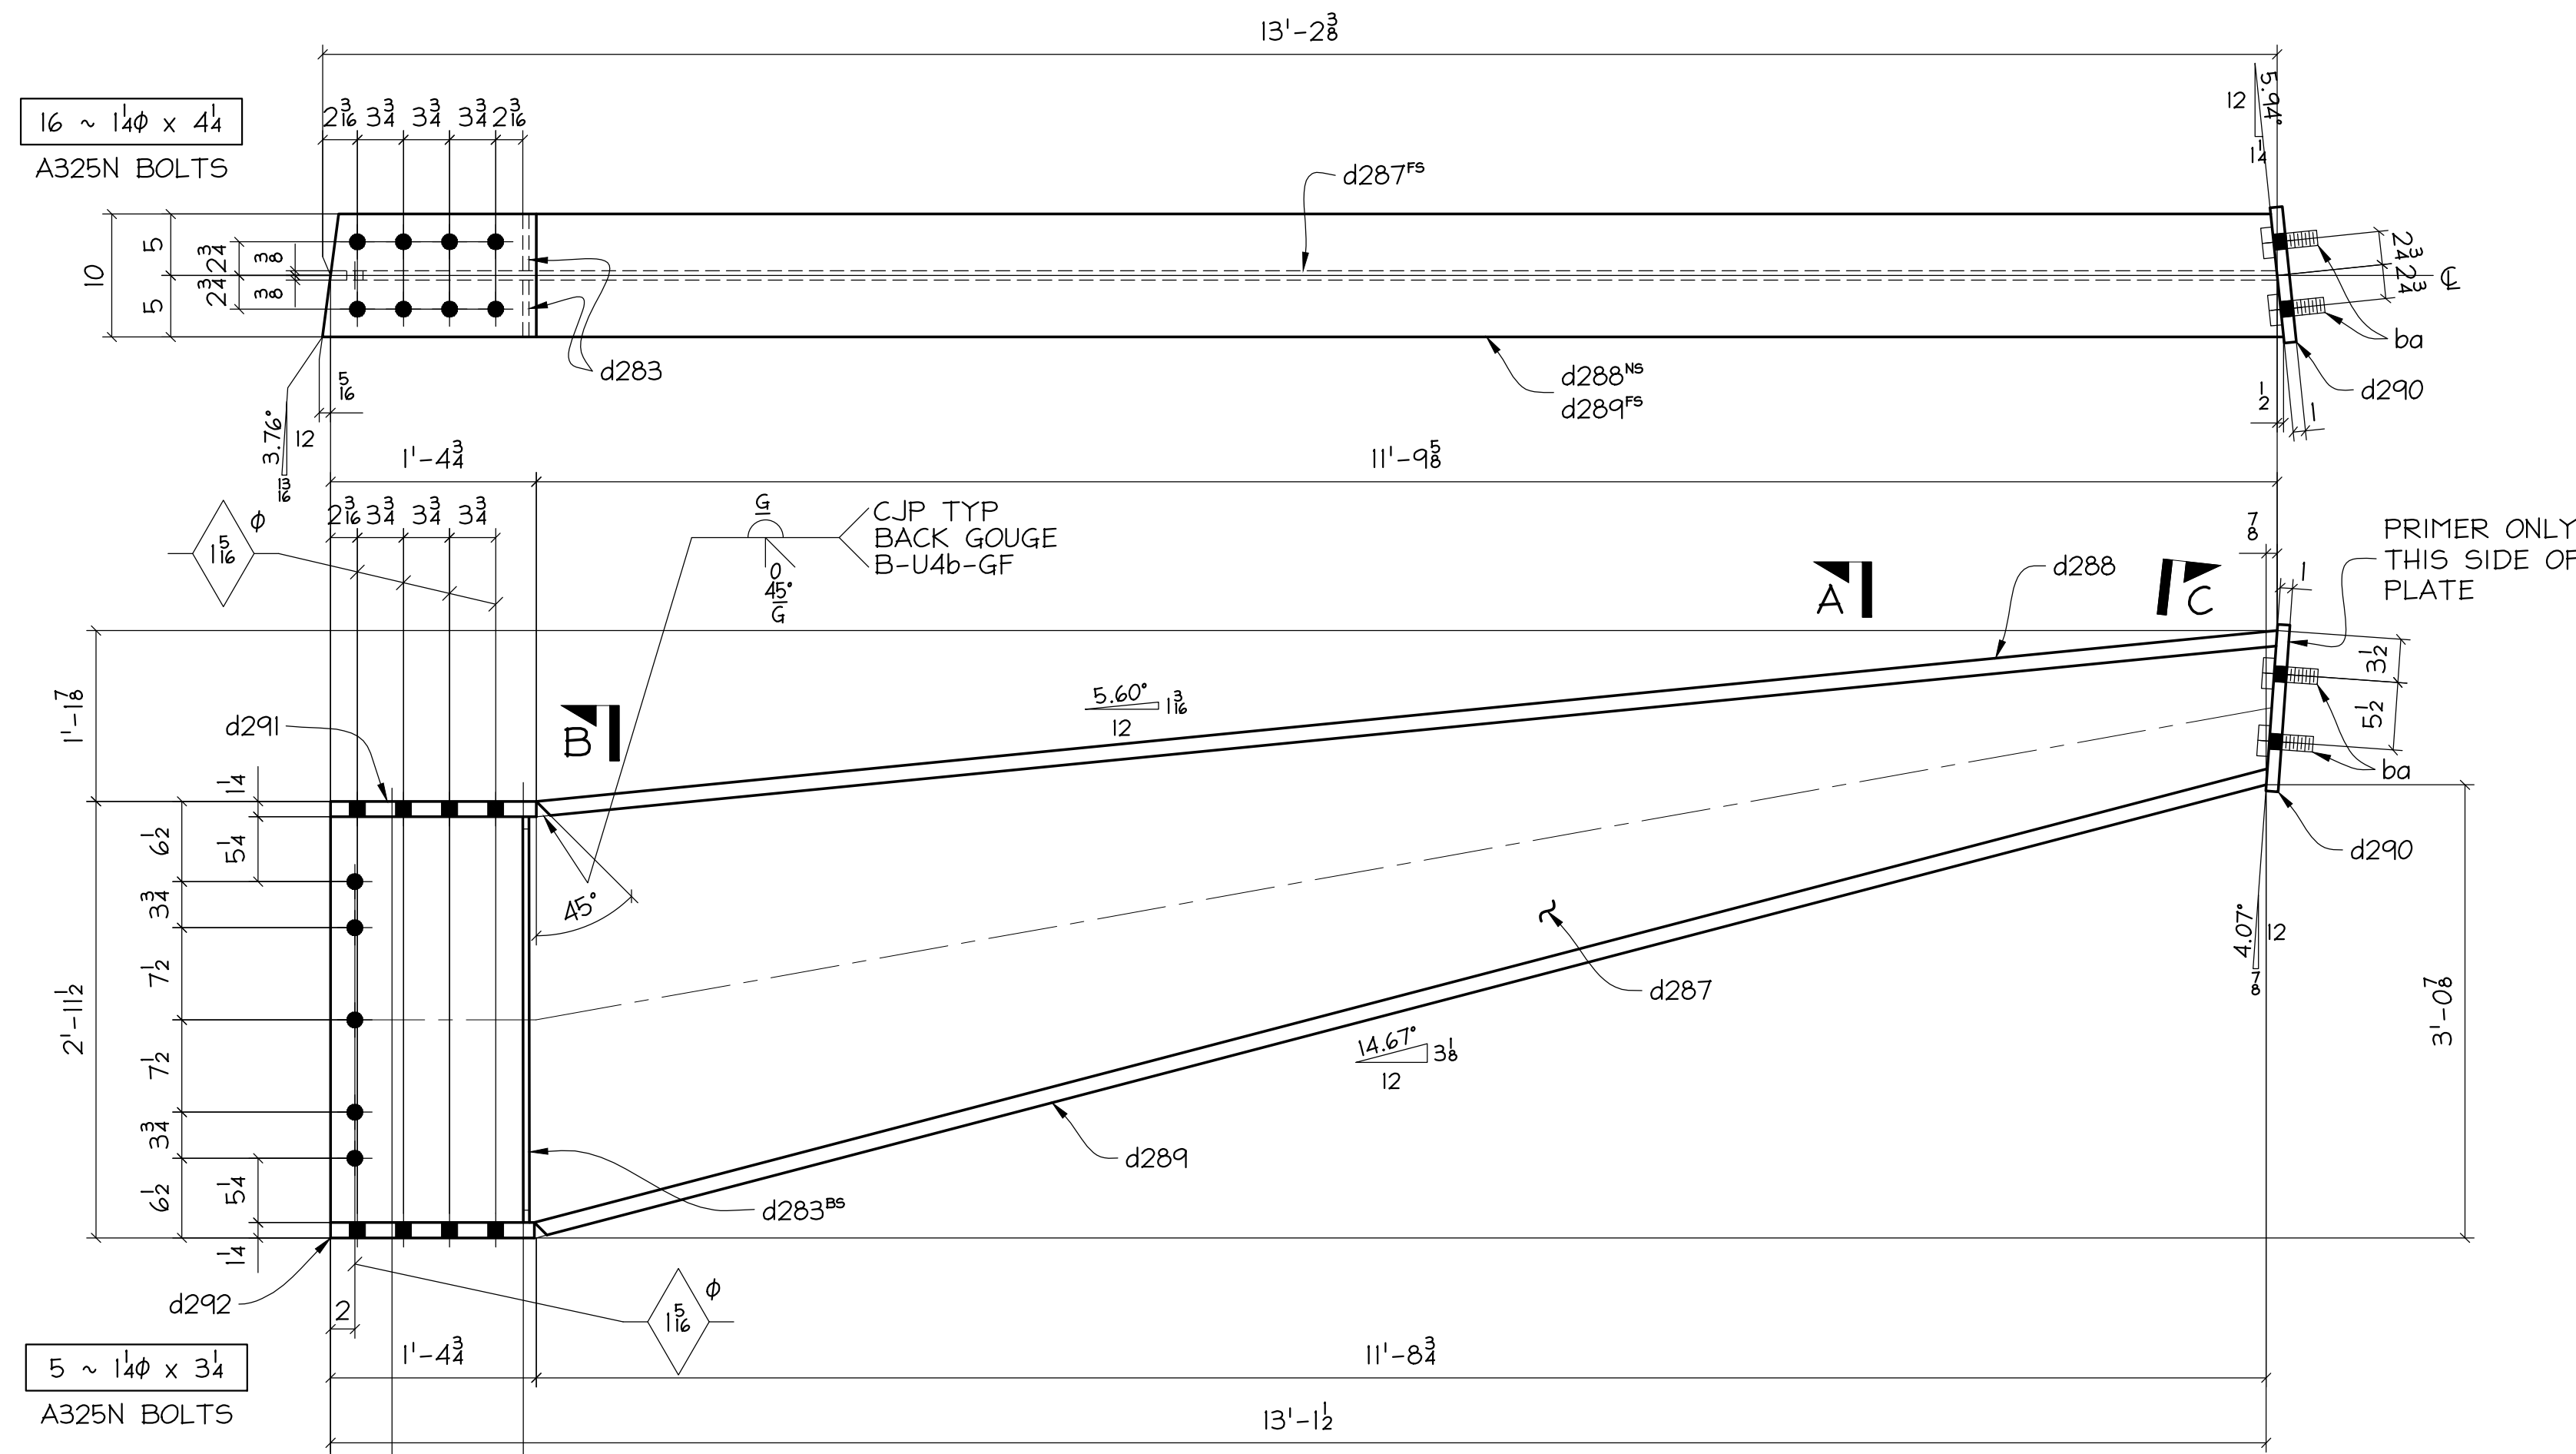 13'-2 3/8
5.94°
12
1 1/4
16 ~ 1 1/4ø x 4 1/4
A325N BOLTS
2 3/16 3 3/4 3 3/4 3 3/4 2 3/16
d287FS
10
5
5
2 3/4
2 3/4
3/8
3/8
2 3/4
2 3/4
℄
ba
d283
d288NS
d289FS
d290
1/2
1
5/16
3.76°
12
13/16
1'-4 3/4
11'-9 5/8
2 3/16 3 3/4 3 3/4 3 3/4
1 5/16
ø
G
0
45°
G
CJP TYP
BACK GOUGE
B-U4b-GF
7/8
PRIMER ONLY
THIS SIDE OF
PLATE
1
A
C
d288
3 1/2
5 1/2
ba
1'-1 7/8
d291
B
5.60°
1 3/16
12
1 1/4
5 1/4
6 1/2
3 3/4
7 1/2
7 1/2
3 3/4
6 1/2
5 1/4
1 1/4
2'-11 1/2
45°
d290
4.07°
12
7/8
d287
14.67°
3 1/8
12
3'-0 7/8
d289
d283BS
d292
2
1 5/16
ø
5 ~ 1 1/4ø x 3 1/4
A325N BOLTS
1'-4 3/4
11'-8 3/4
13'-1 1/2